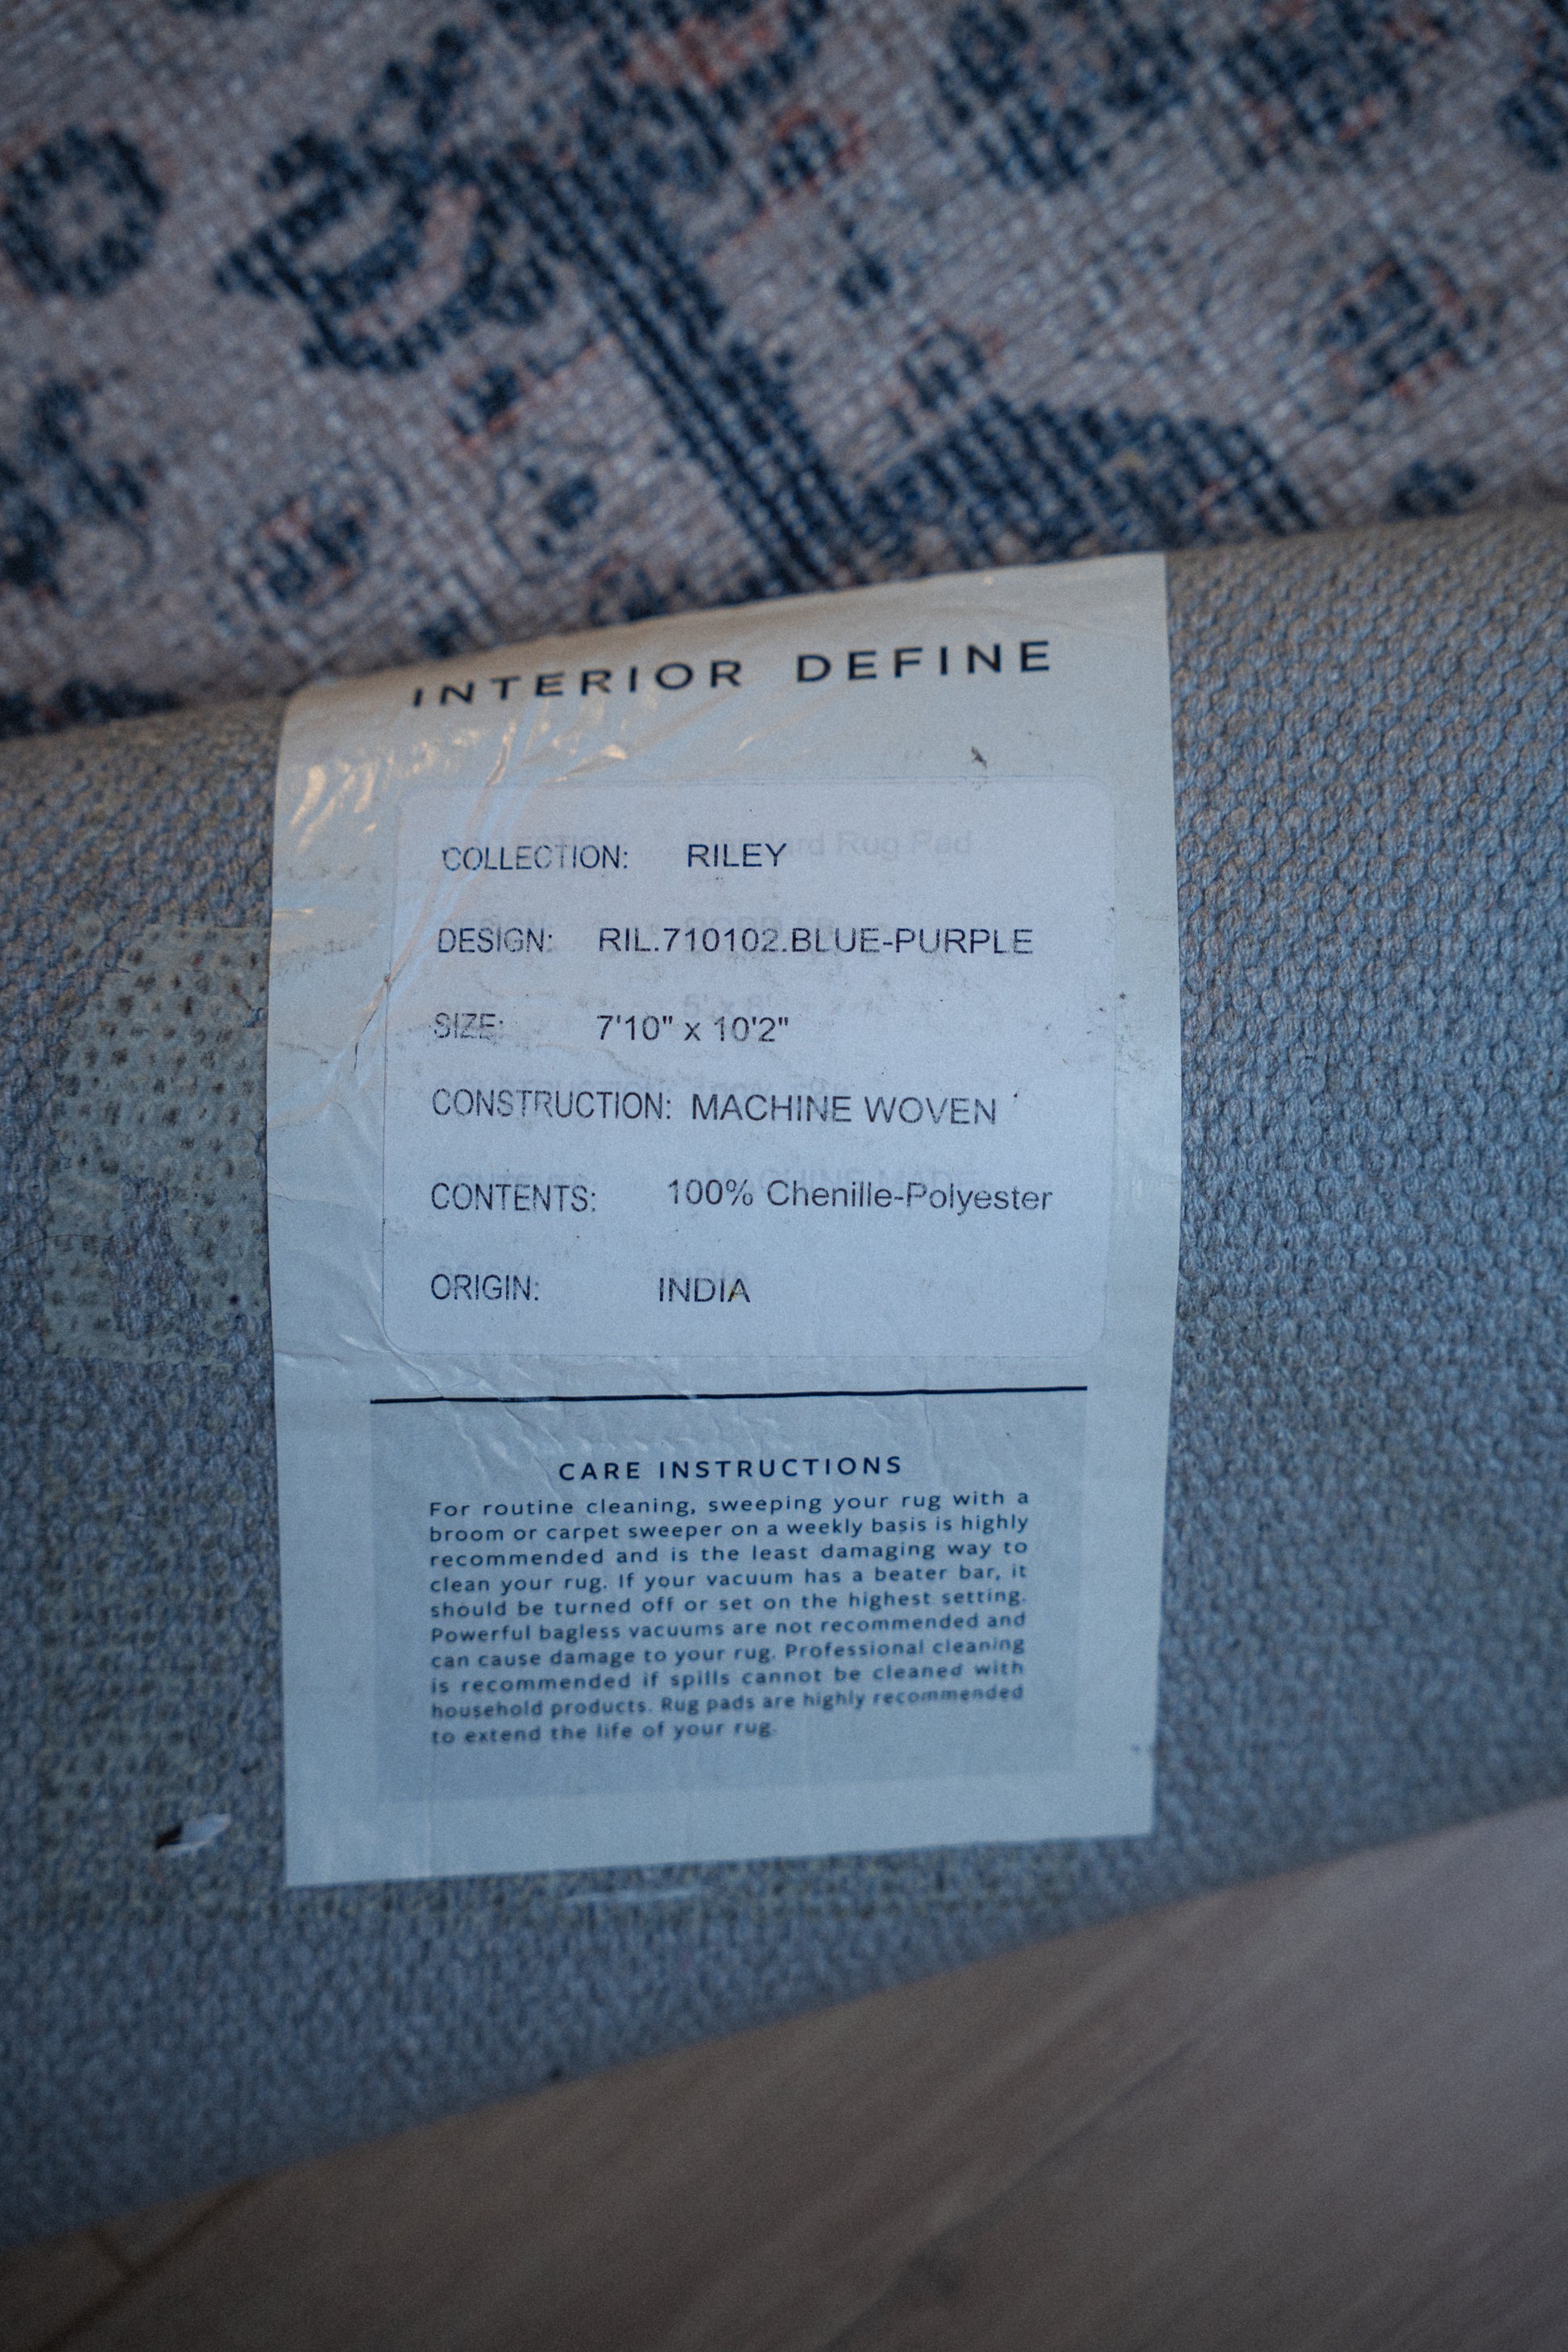 INTERIOR DEFINE
COLLECTION: RILEY
Rug Pad
DESIGN: RIL.710102.BLUE-PURPLE
SIZE: 7'10" x 10'2"
CONSTRUCTION: MACHINE WOVEN
MACHINE MADE
CONTENTS: 100% Chenille-Polyester
ORIGIN: INDIA
CARE INSTRUCTIONS
For routine cleaning, sweeping your rug with a
broom or carpet sweeper on a weekly basis is highly
recommended and is the least damaging way to
clean your rug. If your vacuum has a beater bar, it
should be turned off or set on the highest setting.
Powerful bagless vacuums are not recommended and
can cause damage to your rug. Professional cleaning
is recommended if spills cannot be cleaned with
household products. Rug pads are highly recommended
to extend the life of your rug.